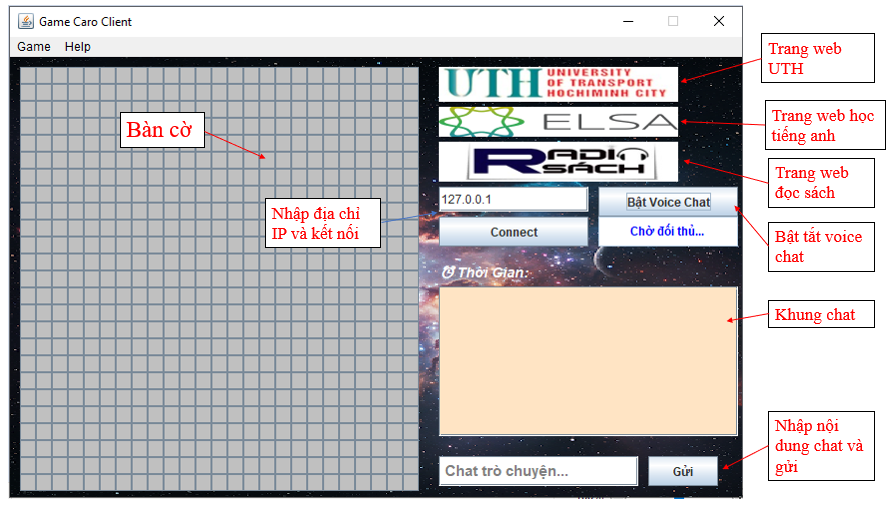 Game Caro Client
Game Help
Trang web
UTH
UTH UNIVERSITY
OF TRANSPORT
HOCHIMINH CITY
Bàn cờ
ELSA
Trang web học
tiếng anh
RADIO
SÁCH
Trang web
đọc sách
Nhập địa chỉ
IP và kết nối
127.0.0.1
Bật Voice Chat
Connect
Chờ đối thủ...
Bật tắt voice
chat
Thời Gian:
Khung chat
Nhập nội
dung chat và
gửi
Chat trò chuyện...
Gửi